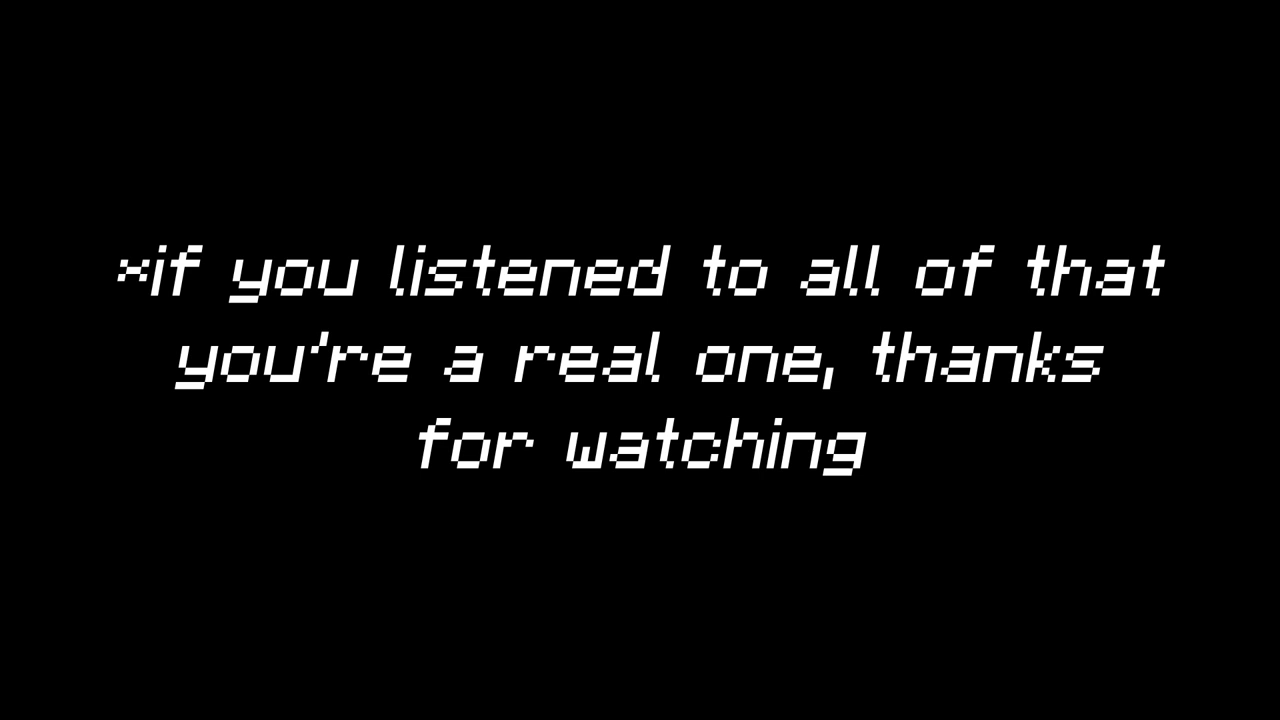 *if you listened to all of that
you're a real one, thanks
for watching